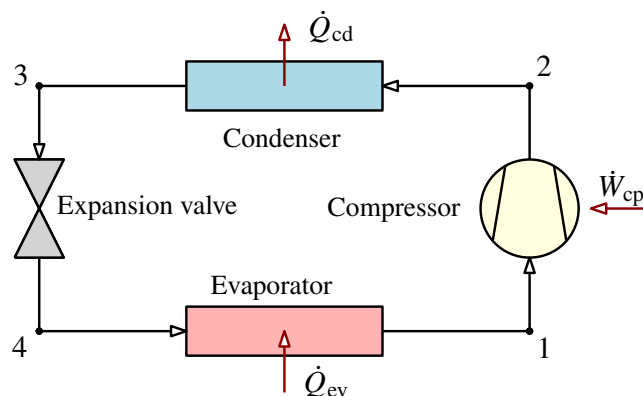 Q̇cd
3
2
Condenser
Expansion valve
Compressor
Ẇcp
Evaporator
4
1
Q̇ev